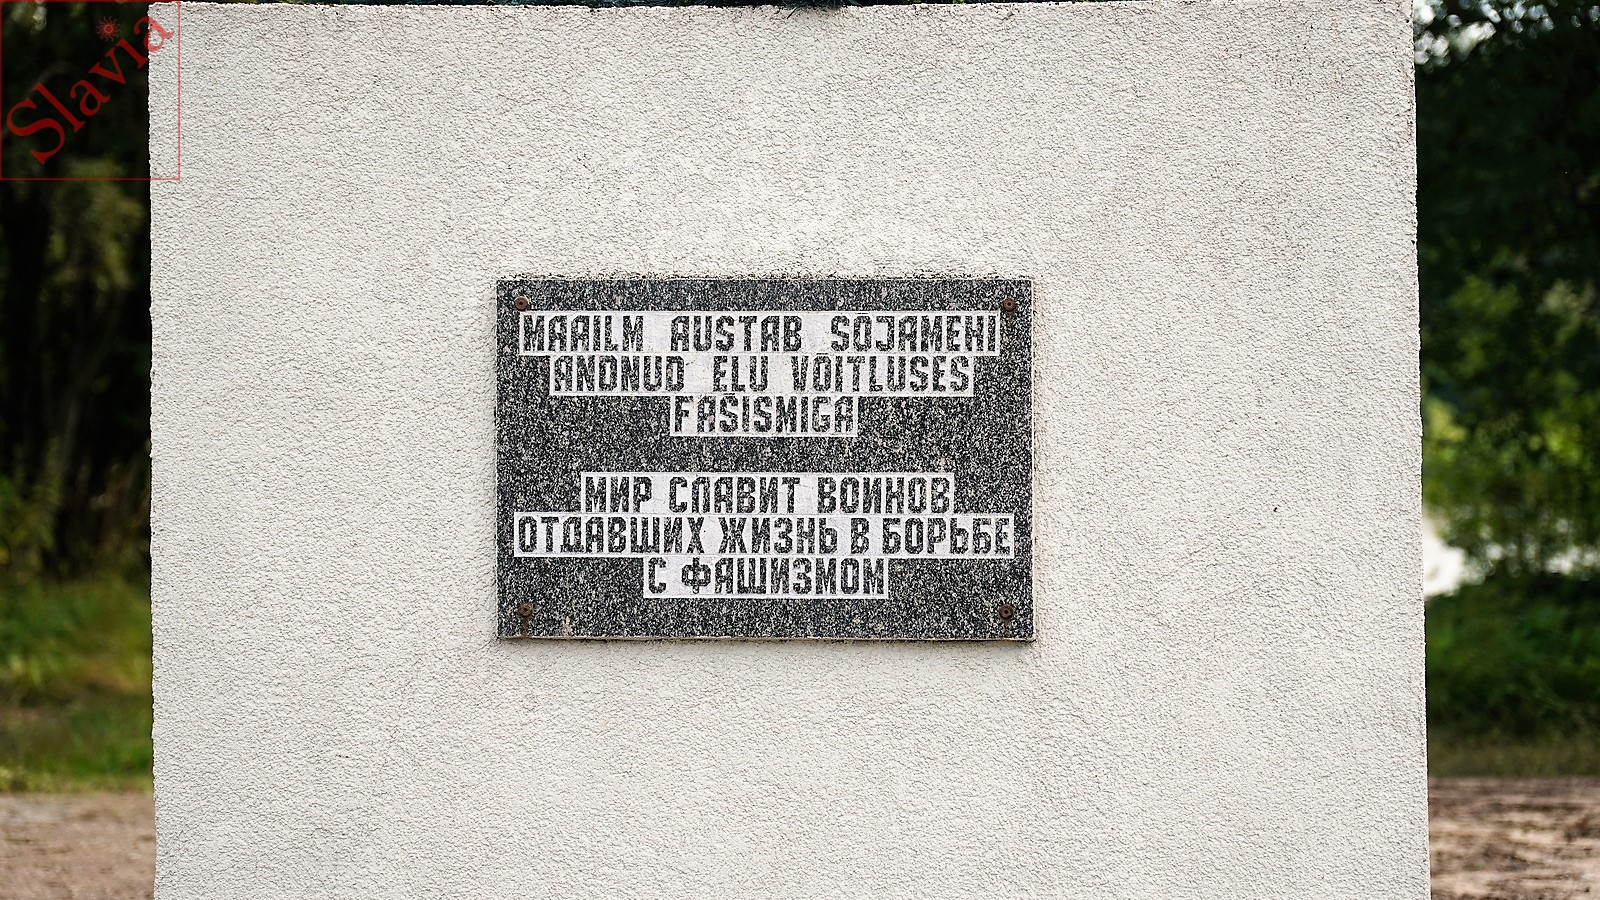 Slavia
MAAILM AUSTAB SÕJAMEHI
ANDNUD ELU VÕITLUSES
FAŠISMIGA
МИР СЛАВИТ ВОИНОВ,
ОТДАВШИХ ЖИЗНЬ В БОРЬБЕ
С ФАШИЗМОМ